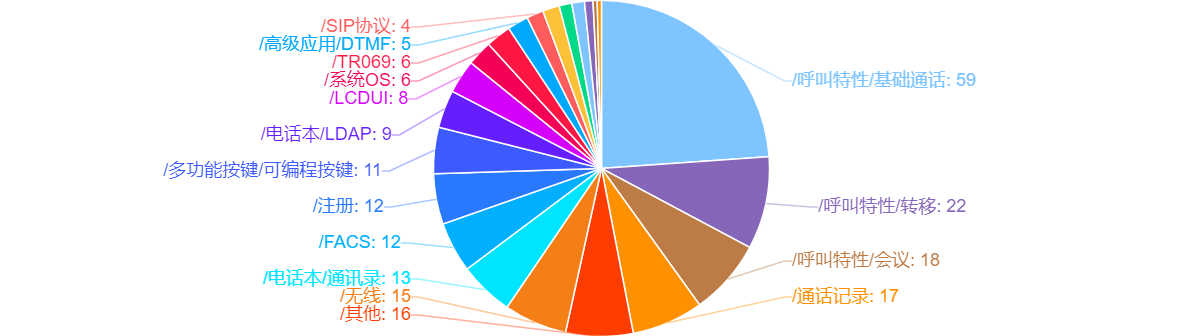 /SIP协议: 4
/高级应用/DTMF: 5
/TR069: 6
/系统OS: 6
/LCDUI: 8
/电话本/LDAP: 9
/多功能按键/可编程按键: 11
/注册: 12
/FACS: 12
/电话本/通讯录: 13
/无线: 15
/其他: 16
/呼叫特性/基础通话: 59
/呼叫特性/转移: 22
/呼叫特性/会议: 18
/通话记录: 17